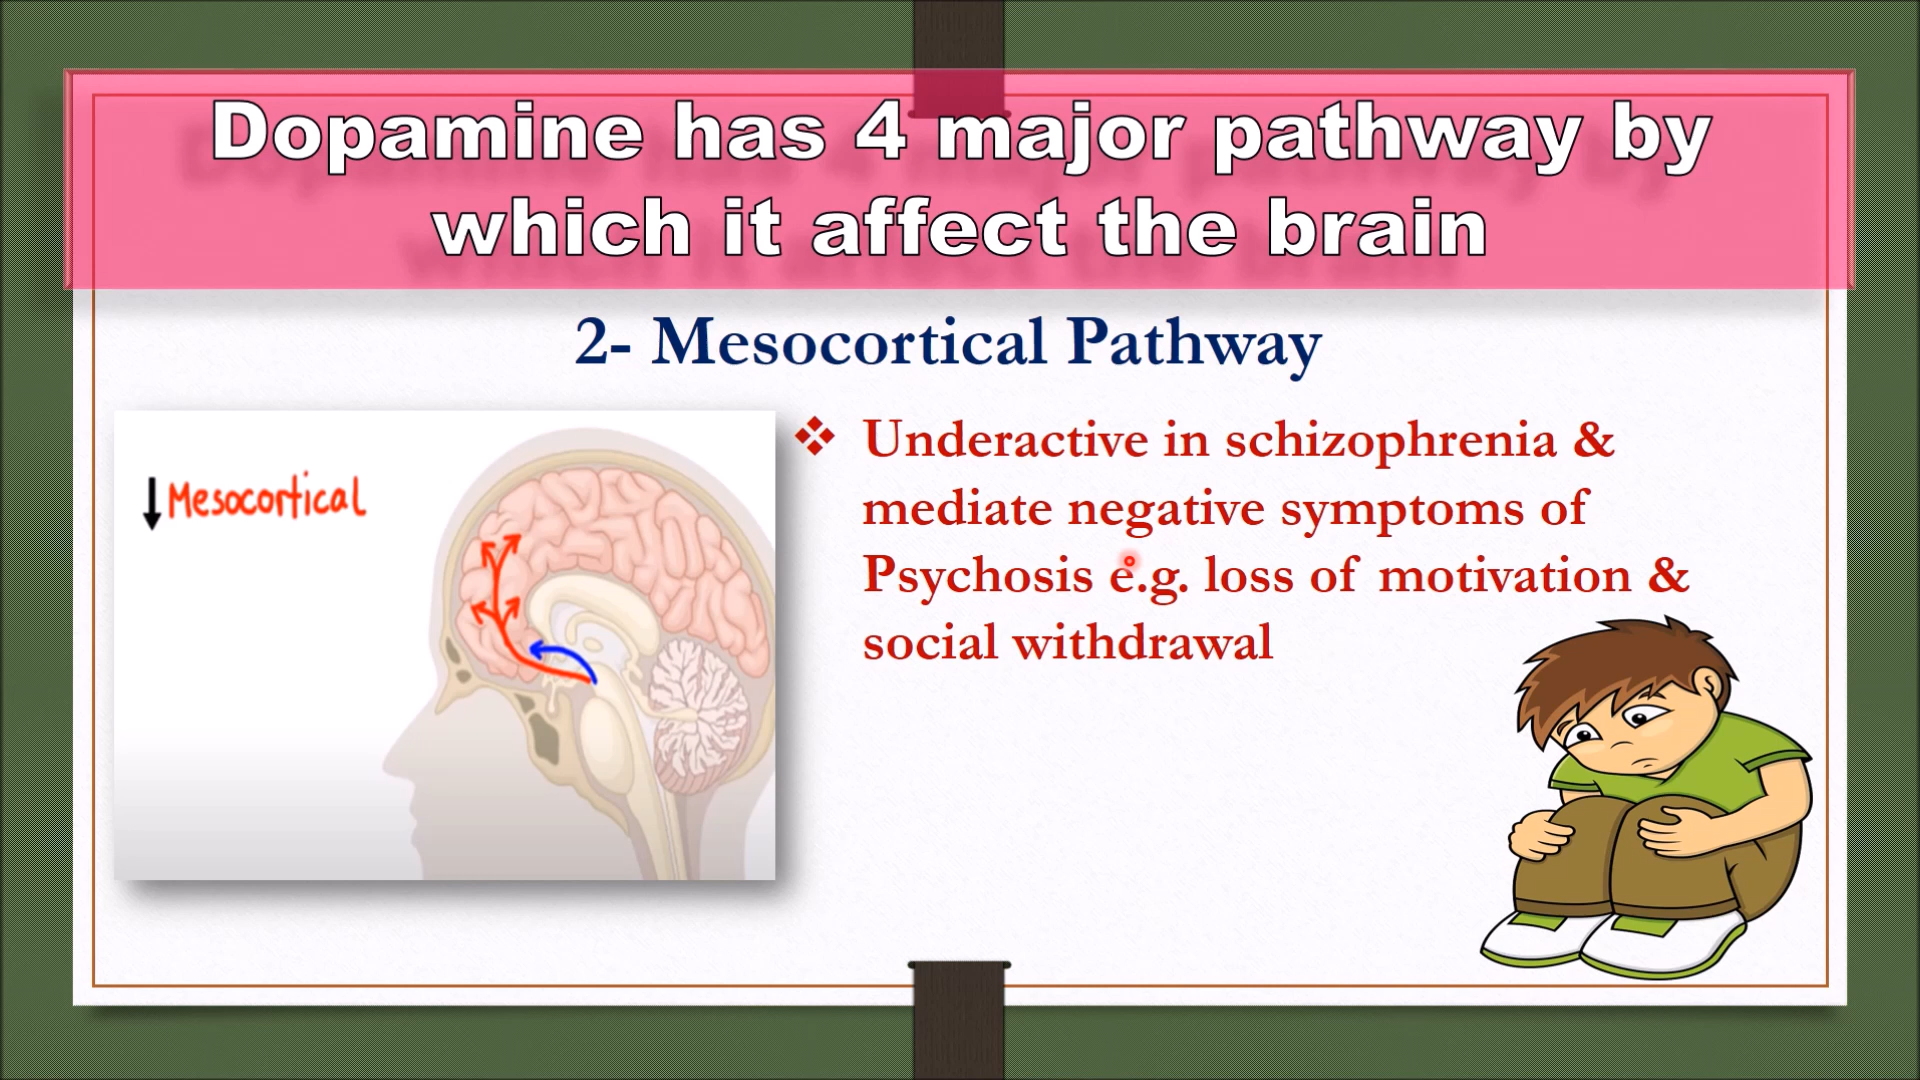 Dopamine has 4 major pathway by
which it affect the brain
2- Mesocortical Pathway
Mesocortical
Underactive in schizophrenia &
mediate negative symptoms of
Psychosis e.g. loss of motivation &
social withdrawal